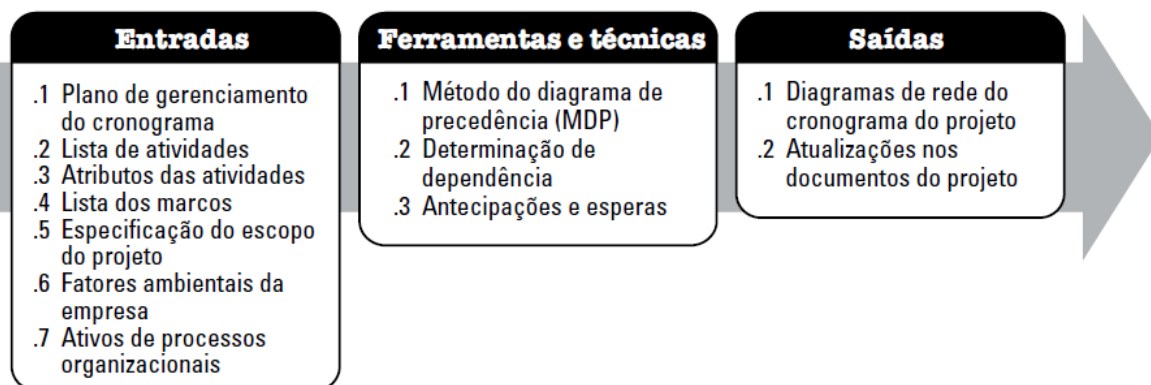 Entradas
.1 Plano de gerenciamento
do cronograma
.2 Lista de atividades
.3 Atributos das atividades
.4 Lista dos marcos
.5 Especificação do escopo
do projeto
.6 Fatores ambientais da
empresa
.7 Ativos de processos
organizacionais
Ferramentas e técnicas
.1 Método do diagrama de
precedência (MDP)
.2 Determinação de
dependência
.3 Antecipações e esperas
Saídas
.1 Diagramas de rede do
cronograma do projeto
.2 Atualizações nos
documentos do projeto